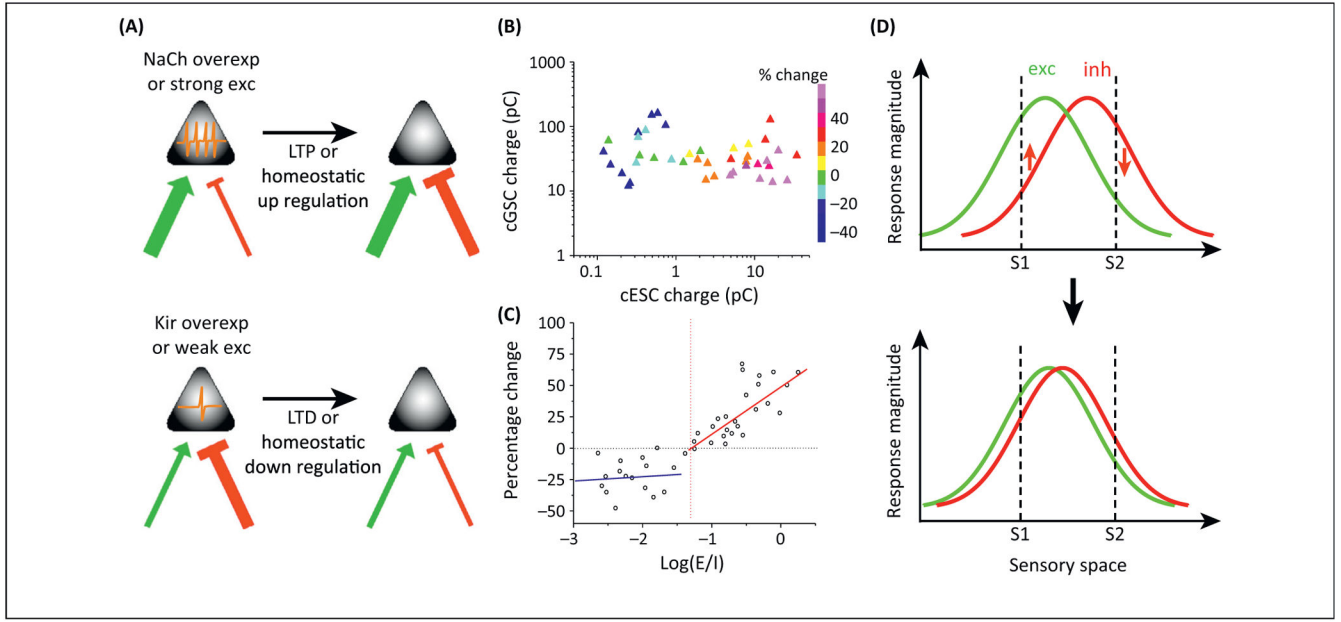 (A)
NaCh overexp
or strong exc
LTP or
homeostatic
up regulation
Kir overexp
or weak exc
LTD or
homeostatic
down regulation
(B)
cGSC charge (pC)
1000
100
10
1
0.1
1
10
cESC charge (pC)
% change
40
20
0
−20
−40
(C)
Percentage change
100
75
50
25
0
−25
−50
−3
−2
−1
0
Log(E/I)
(D)
Response magnitude
exc
inh
S1
S2
Response magnitude
S1
S2
Sensory space